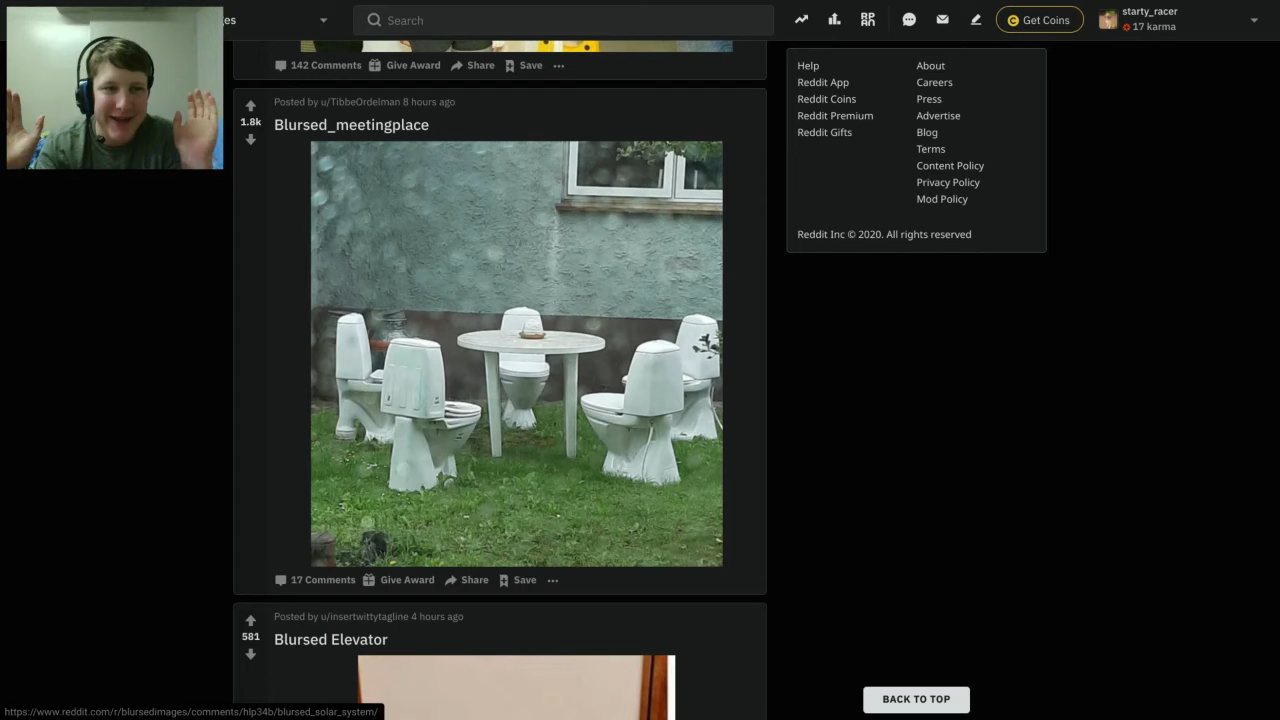 ges
Search
Get Coins
starty_racer
17 karma
142 Comments
Give Award
Share
Save
Posted by u/TibbeOrdelman 8 hours ago
1.8k
Blursed_meetingplace
17 Comments
Give Award
Share
Save
Posted by u/insertwittytagline 4 hours ago
581
Blursed Elevator
Help
About
Reddit App
Careers
Reddit Coins
Press
Reddit Premium
Advertise
Reddit Gifts
Blog
Terms
Content Policy
Privacy Policy
Mod Policy
Reddit Inc © 2020. All rights reserved
BACK TO TOP
https://www.reddit.com/r/blursedimages/comments/hlp34b/blursed_solar_system/